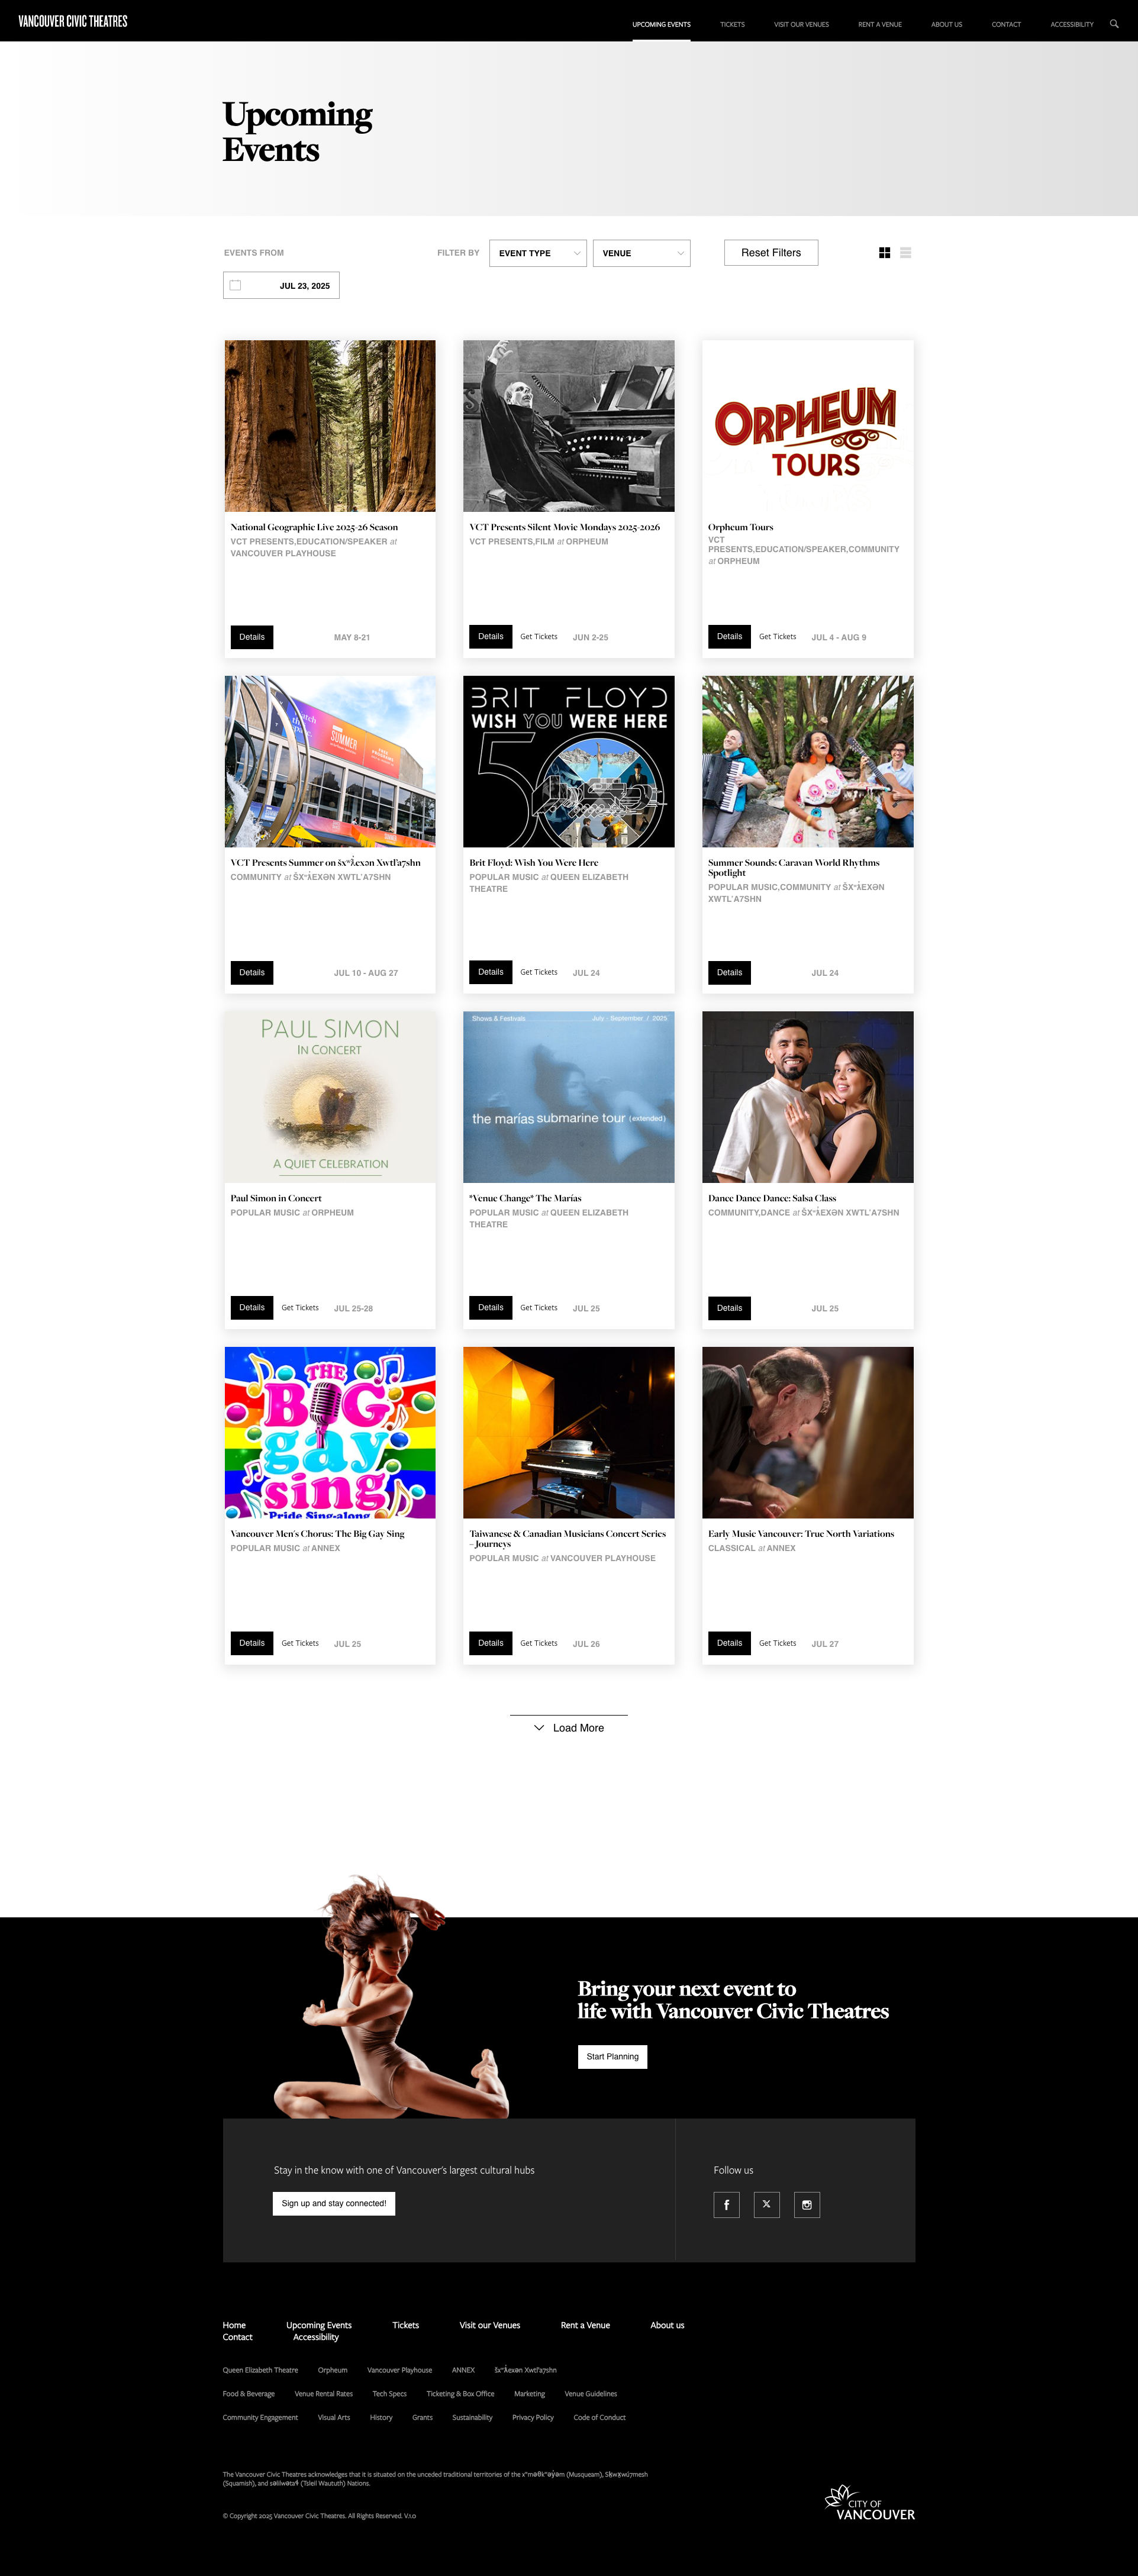 VANCOUVER CIVIC THEATRES
UPCOMING EVENTS
TICKETS
VISIT OUR VENUES
RENT A VENUE
ABOUT US
CONTACT
ACCESSIBILITY
Upcoming
Events
EVENTS FROM
FILTER BY
EVENT TYPE
VENUE
Reset Filters
JUL 23, 2025
National Geographic Live 2025-26 Season
VCT PRESENTS,EDUCATION/SPEAKER at
VANCOUVER PLAYHOUSE
Details
MAY 8-21
VCT Presents Silent Movie Mondays 2025-2026
VCT PRESENTS,FILM at ORPHEUM
Details
Get Tickets
JUN 2-25
ORPHEUM
TOURS
Orpheum Tours
VCT
PRESENTS,EDUCATION/SPEAKER,COMMUNITY
at ORPHEUM
Details
Get Tickets
JUL 4 - AUG 9
SUMMER
VCT Presents Summer on šxʷƛ̓exən Xwtl'a7shn
COMMUNITY at ŠXʷƛ̓EXƏN XWTL'A7SHN
Details
JUL 10 - AUG 27
BRIT FLOYD
WISH YOU WERE HERE
50
Brit Floyd: Wish You Were Here
POPULAR MUSIC at QUEEN ELIZABETH
THEATRE
Details
Get Tickets
JUL 24
Summer Sounds: Caravan World Rhythms
Spotlight
POPULAR MUSIC,COMMUNITY at ŠXʷƛ̓EXƏN
XWTL'A7SHN
Details
JUL 24
PAUL SIMON
IN CONCERT
A QUIET CELEBRATION
Paul Simon in Concert
POPULAR MUSIC at ORPHEUM
Details
Get Tickets
JUL 25-28
Shows & Festivals
July - September / 2025
the marías submarine tour (extended)
*Venue Change* The Marías
POPULAR MUSIC at QUEEN ELIZABETH
THEATRE
Details
Get Tickets
JUL 25
Dance Dance Dance: Salsa Class
COMMUNITY,DANCE at ŠXʷƛ̓EXƏN XWTL'A7SHN
Details
JUL 25
THE
BIG
gay
sing
Pride Sing-along
Vancouver Men's Chorus: The Big Gay Sing
POPULAR MUSIC at ANNEX
Details
Get Tickets
JUL 25
Taiwanese & Canadian Musicians Concert Series
– Journeys
POPULAR MUSIC at VANCOUVER PLAYHOUSE
Details
Get Tickets
JUL 26
Early Music Vancouver: True North Variations
CLASSICAL at ANNEX
Details
Get Tickets
JUL 27
Load More
Bring your next event to
life with Vancouver Civic Theatres
Start Planning
Stay in the know with one of Vancouver's largest cultural hubs
Sign up and stay connected!
Follow us
Home
Upcoming Events
Tickets
Visit our Venues
Rent a Venue
About us
Contact
Accessibility
Queen Elizabeth Theatre
Orpheum
Vancouver Playhouse
ANNEX
šxʷƛ̓exən Xwtl'a7shn
Food & Beverage
Venue Rental Rates
Tech Specs
Ticketing & Box Office
Marketing
Venue Guidelines
Community Engagement
Visual Arts
History
Grants
Sustainability
Privacy Policy
Code of Conduct
The Vancouver Civic Theatres acknowledges that it is situated on the unceded traditional territories of the xʷməθkʷəy̓əm (Musqueam), Sḵwx̱wú7mesh
(Squamish), and səlilwətaɬ (Tsleil Waututh) Nations.
© Copyright 2025 Vancouver Civic Theatres. All Rights Reserved. V.1.0
CITY OF
VANCOUVER